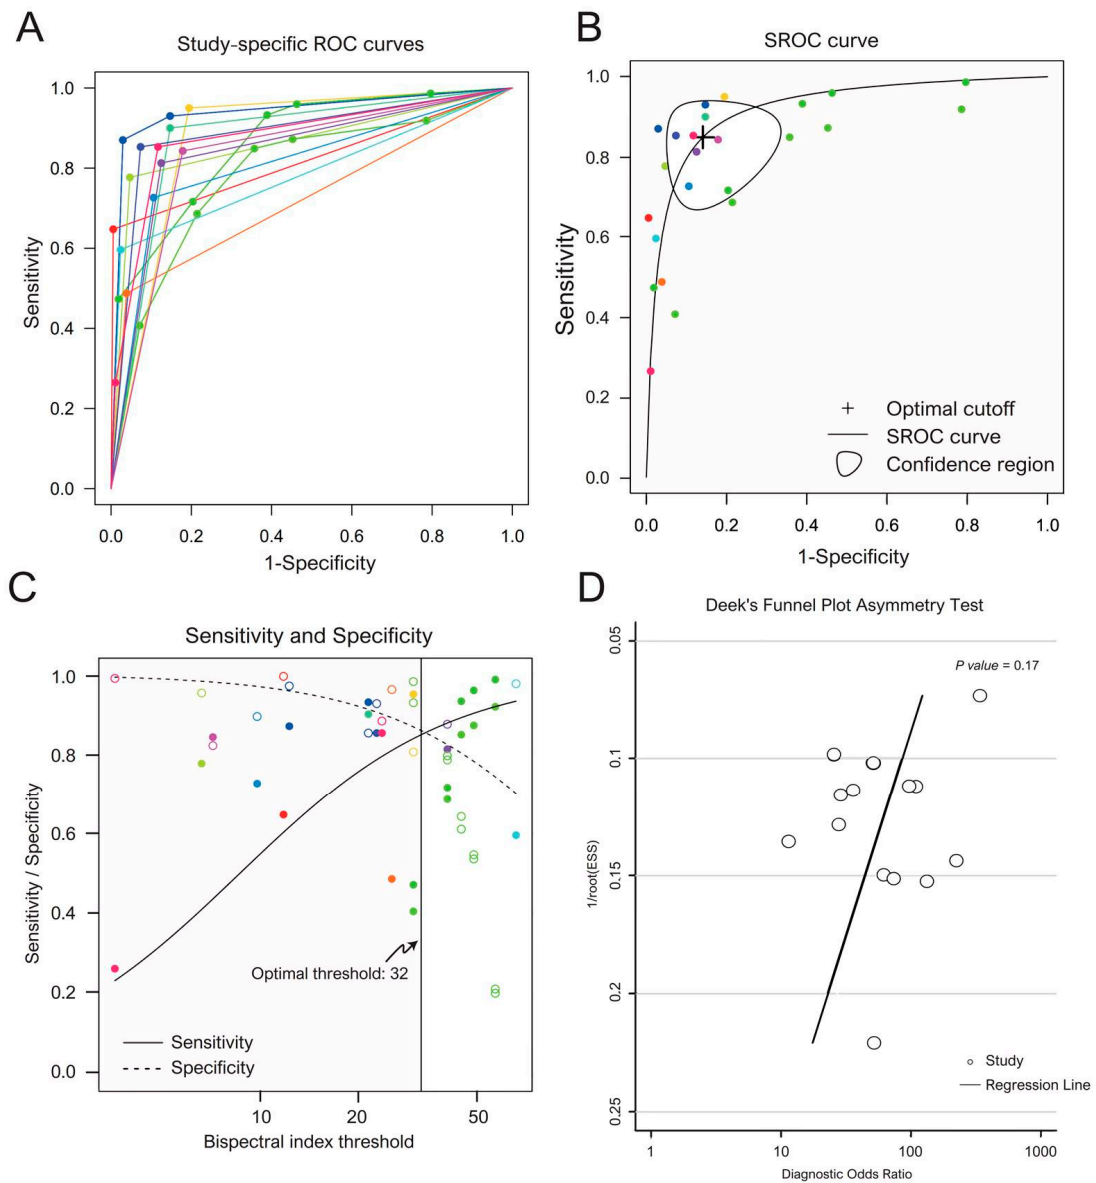 A
Study-specific ROC curves
1.0
0.8
0.6
0.4
0.2
0.0
Sensitivity
0.0 0.2 0.4 0.6 0.8 1.0
1-Specificity
B
SROC curve
1.0
0.8
0.6
0.4
0.2
0.0
Sensitivity
Optimal cutoff
SROC curve
Confidence region
0.0 0.2 0.4 0.6 0.8 1.0
1-Specificity
C
Sensitivity and Specificity
1.0
0.8
0.6
0.4
0.2
0.0
Sensitivity / Specificity
Optimal threshold: 32
Sensitivity
Specificity
10 20 50
Bispectral index threshold
D
Deek's Funnel Plot Asymmetry Test
P value = 0.17
0.05
0.1
0.15
0.2
0.25
1/root(ESS)
Study
Regression Line
1 10 100 1000
Diagnostic Odds Ratio